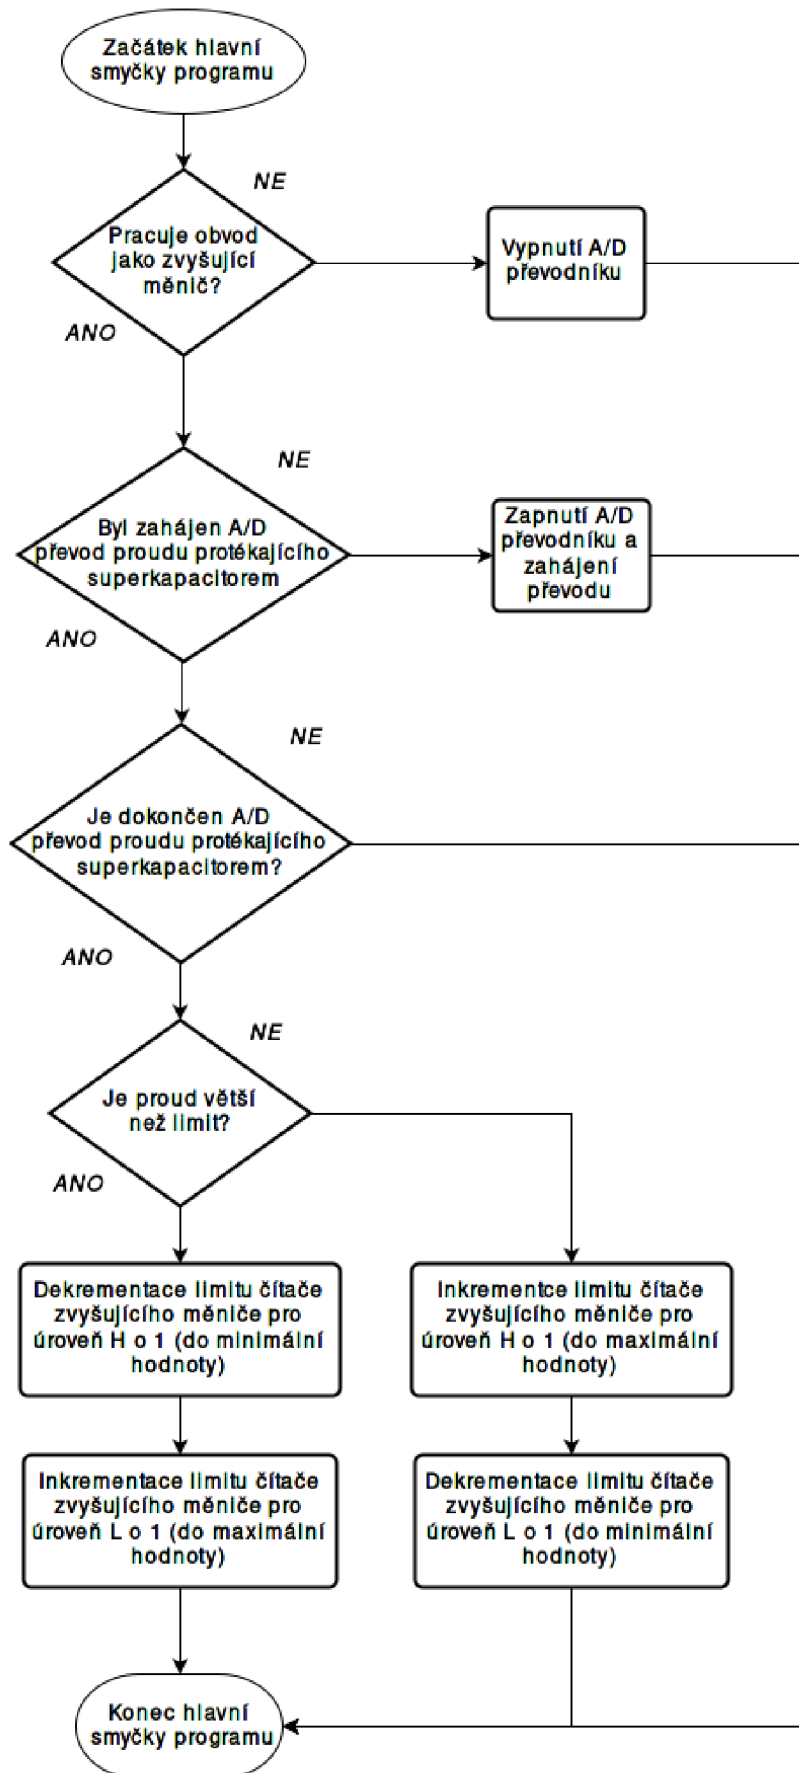 Začátek hlavní
smyčky programu
NE
Pracuje obvod
jako zvyšující
měnič?
Vypnutí A/D
převodníku
ANO
NE
Byl zahájen A/D
převod proudu protékajícího
superkapacitorem
Zapnutí A/D
převodníku a
zahájení
převodu
ANO
NE
Je dokončen A/D
převod proudu protékajícího
superkapacitorem?
ANO
NE
Je proud větší
než limit?
ANO
Dekrementace limitu čítače
zvyšujícího měniče pro
úroveň H o 1 (do minimální
hodnoty)
Inkrementce limitu čítače
zvyšujícího měniče pro
úroveň H o 1 (do maximální
hodnoty)
Inkrementace limitu čítače
zvyšujícího měniče pro
úroveň L o 1 (do maximální
hodnoty)
Dekrementace limitu čítače
zvyšujícího měniče pro
úroveň L o 1 (do minimální
hodnoty)
Konec hlavní
smyčky programu